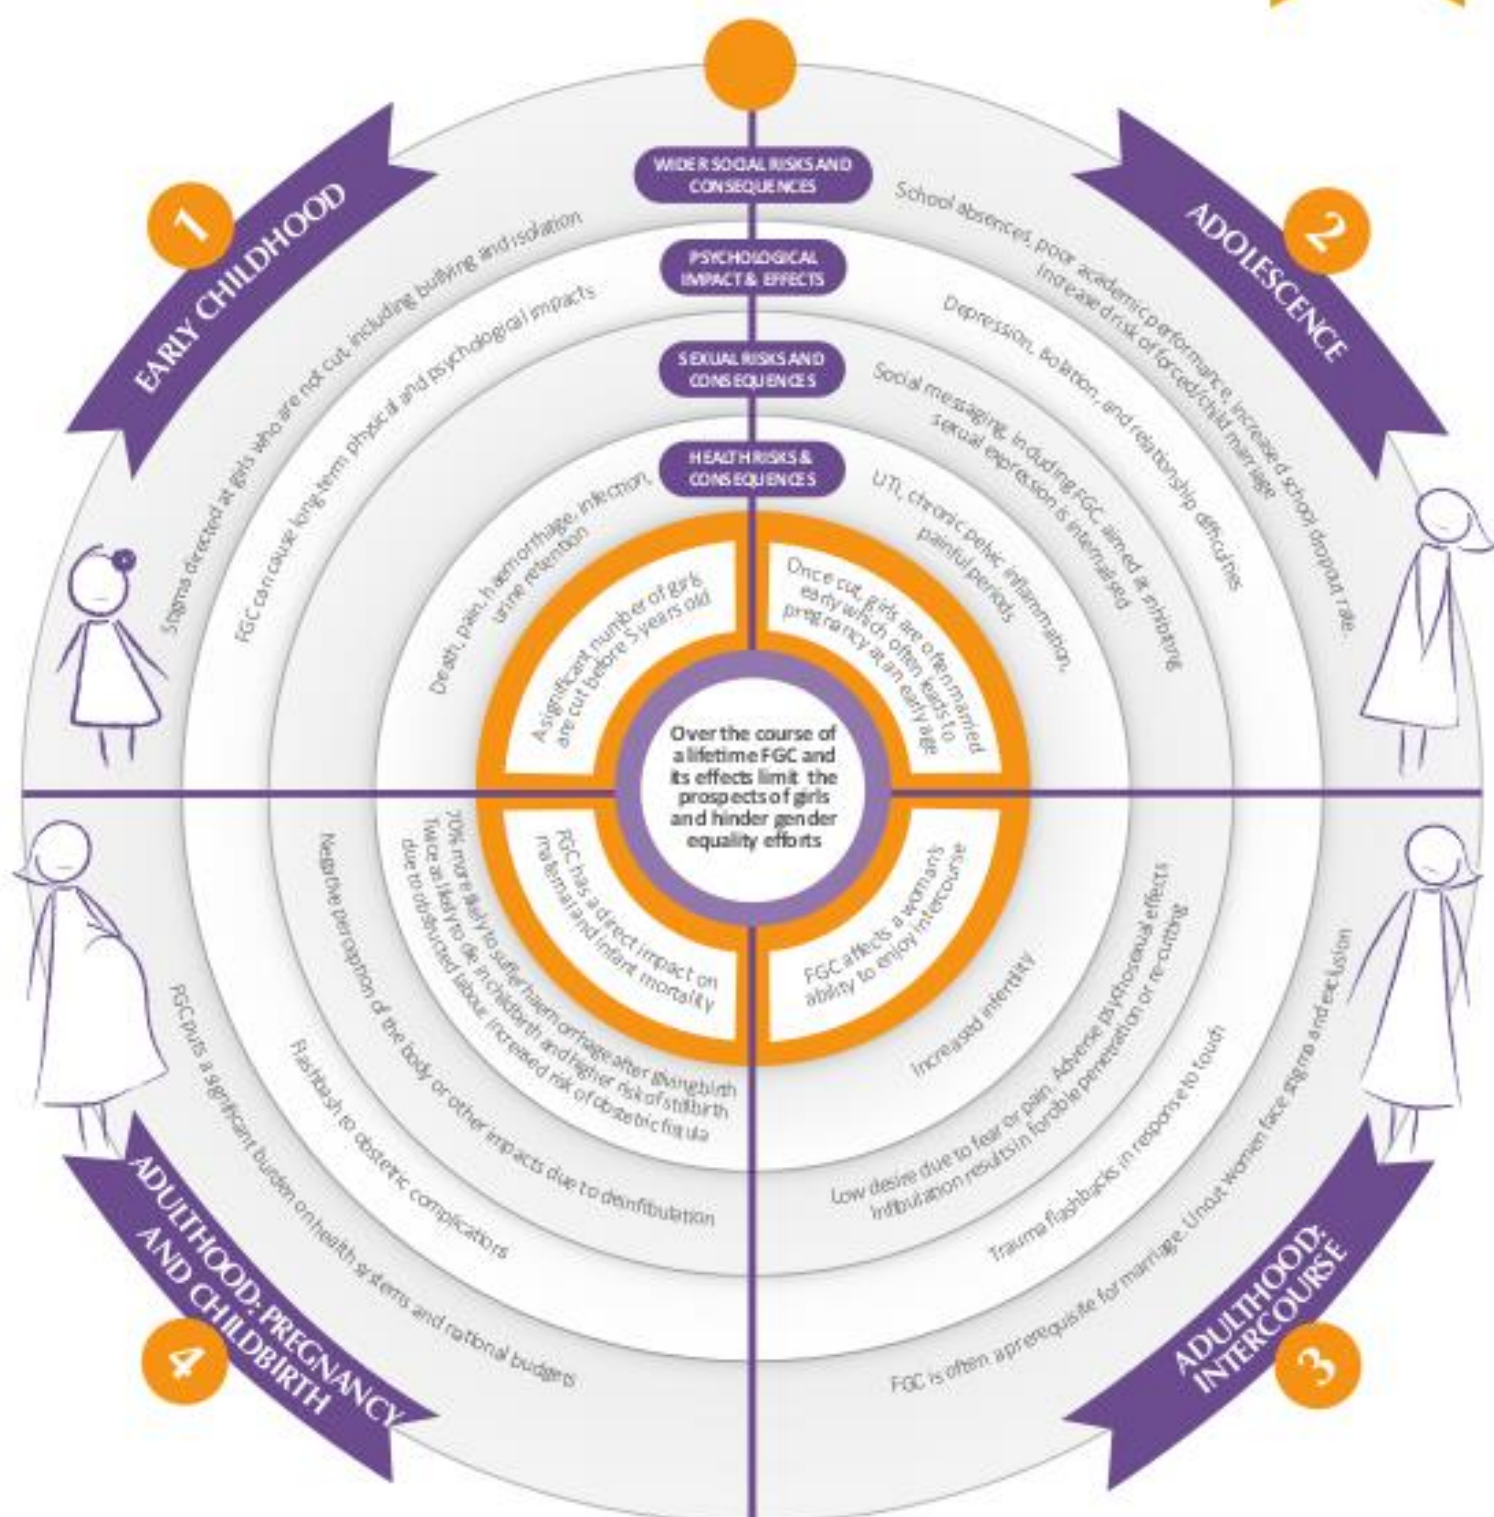 WIDER SOCIAL RISKS AND
CONSEQUENCES
PSYCHOLOGICAL
IMPACT & EFFECTS
SEXUAL RISKS AND
CONSEQUENCES
HEALTH RISKS &
CONSEQUENCES
1
EARLY CHILDHOOD
Stigma directed at girls who are not cut, including bullying and isolation
FGC can cause long-term physical and psychological impacts
Death, pain, haemorrhage, infection,
urine retention
A significant number of girls
are cut before 5 years old
2
ADOLESCENCE
School absences, poor academic performance, increased school dropout rate.
Increased risk of forced/child marriage
Depression, isolation, and relationship difficulties
Social messaging, including FGC, aimed at inhibiting
sexual expression is internalised
UTI, chronic pelvic inflammation,
painful periods
Once cut, girls are often married
early which often leads to
pregnancy at an early age
Over the course of
a lifetime FGC and
its effects limit the
prospects of girls
and hinder gender
equality efforts
3
ADULTHOOD:
INTERCOURSE
FGC affects a woman's
ability to enjoy intercourse
Increased infertility
Low desire due to fear or pain. Adverse psychosexual effects
Infibulation results in forcible penetration or re-cutting
Trauma flashbacks in response to touch
FGC is often a prerequisite for marriage. Uncut women face stigma and exclusion
4
ADULTHOOD: PREGNANCY
AND CHILDBIRTH
FGC has a direct impact on
maternal and infant mortality
70% more likely to suffer haemorrhage after giving birth
Twice as likely to die in childbirth and higher risk of stillbirth
due to obstructed labour. Increased risk of obstetric fistula
Negative perception of the body or other impacts due to deinfibulation
Flashbash to obstetric complications
FGC puts a significant burden on health systems and national budgets